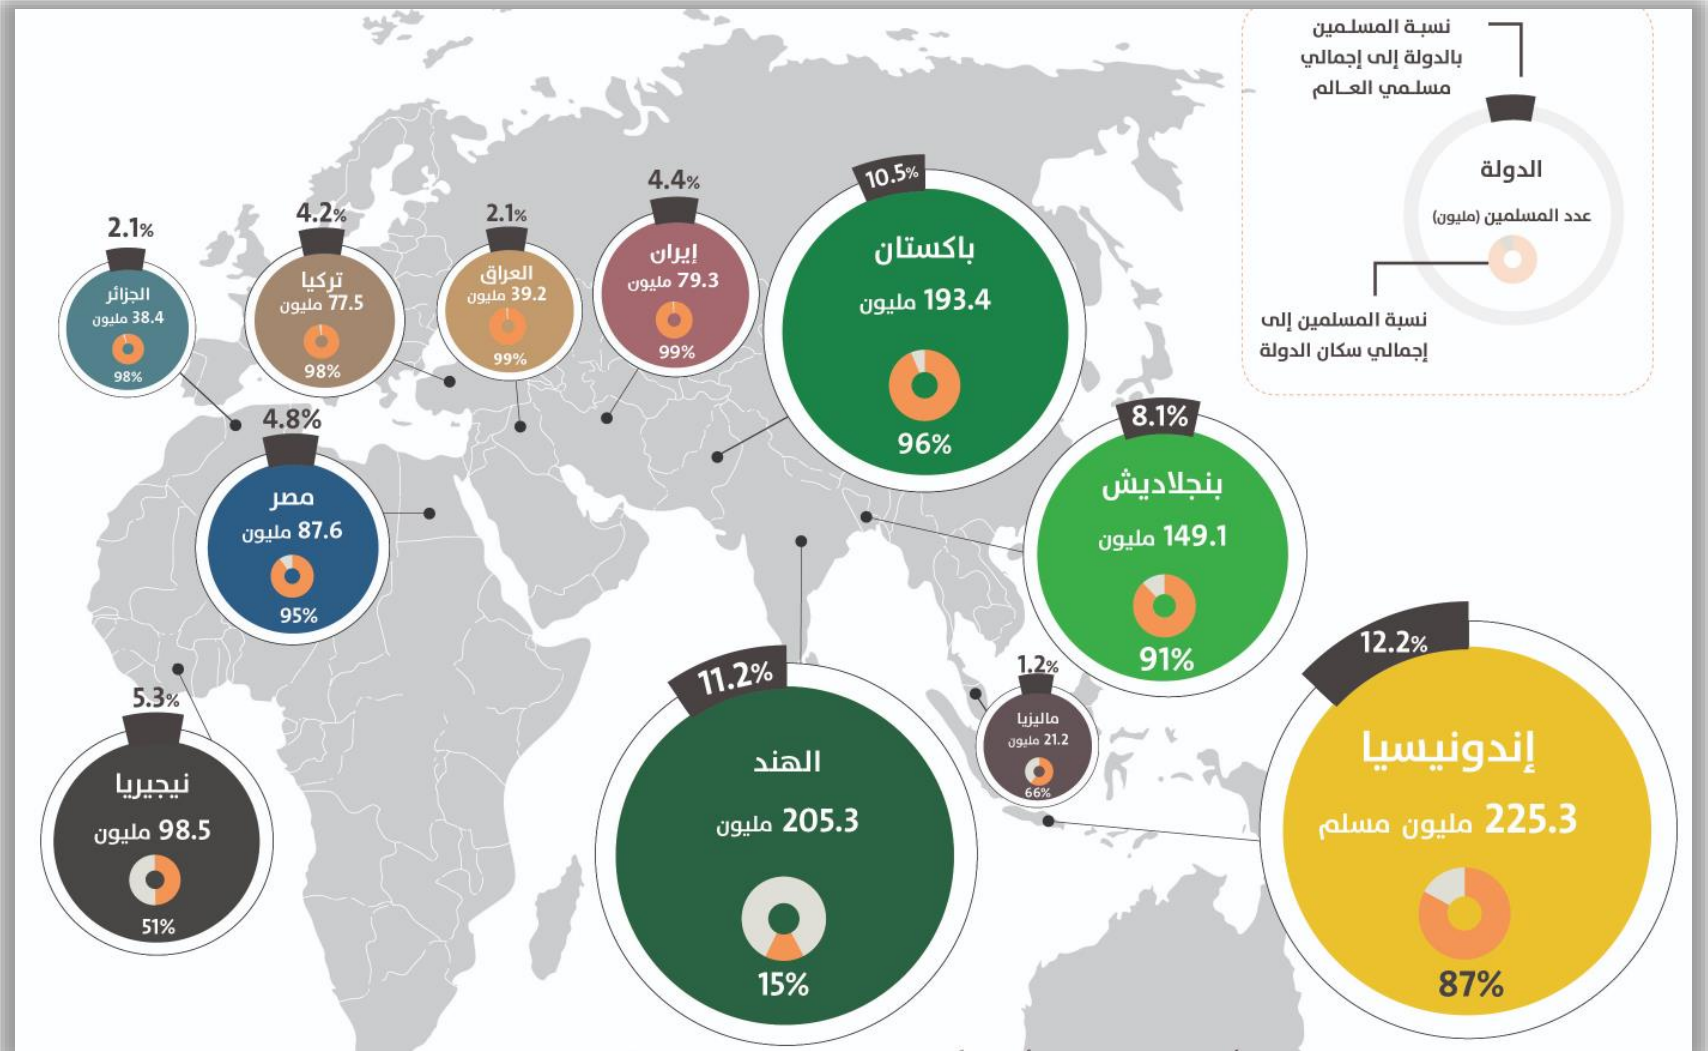 نسبة المسلمين
بالدولة إلى إجمالي
مسلمي العالم
الدولة
عدد المسلمين (مليون)
نسبة المسلمين إلى
إجمالي سكان الدولة
10.5%
باكستان
193.4 مليون
96%
4.4%
إيران
79.3 مليون
99%
2.1%
العراق
39.2 مليون
99%
4.2%
تركيا
77.5 مليون
98%
2.1%
الجزائر
38.4 مليون
98%
8.1%
بنجلاديش
149.1 مليون
91%
4.8%
مصر
87.6 مليون
95%
12.2%
إندونيسيا
225.3 مليون مسلم
87%
1.2%
ماليزيا
21.2 مليون
66%
11.2%
الهند
205.3 مليون
15%
5.3%
نيجيريا
98.5 مليون
51%